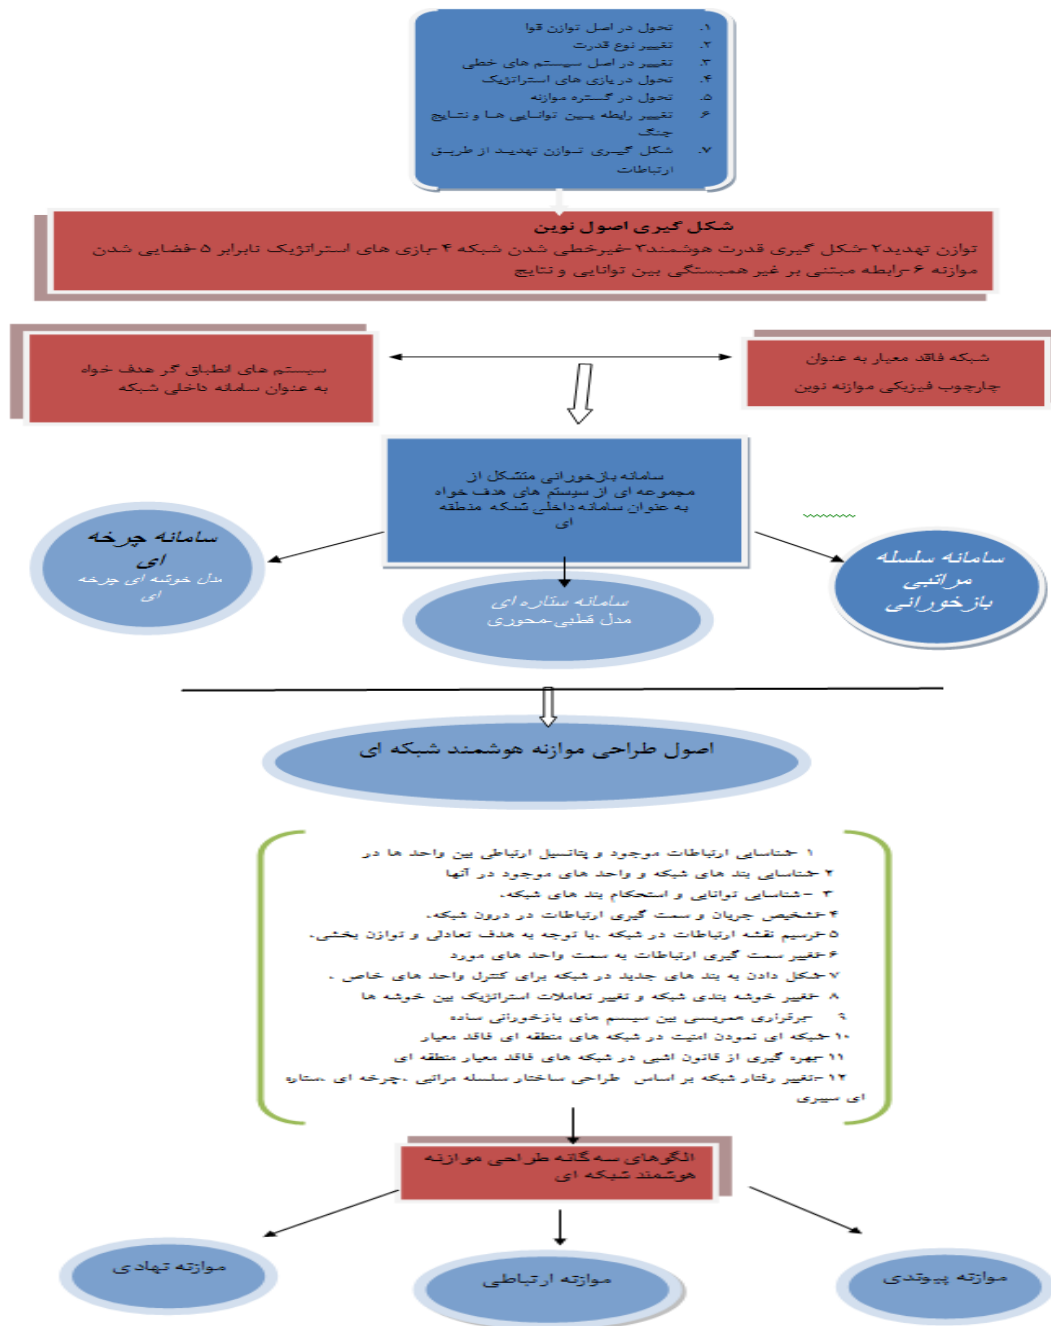 ۱. تحول در اصل توازن قوا
۲. تغییر نوع قدرت
۳. تغییر در اصل سیستم های خطی
۴. تحول در بازی های استراتژیک
۵. تحول در گستره موازنه
۶ تغییر رابطه بین توانایی ها و نتایج
جنگ
۷. شکل گیری توازن تهدید از طریق
ارتباطات
شکل گیری اصول نوین
توازن تهدید۲-شکل گیری قدرت هوشمند۳-غیرخطی شدن شبکه ۴-بازی های استراتژیک نابرابر ۵-فضایی شدن
موازنه ۶-رابطه مبتنی بر غیر همبستگی بین توانایی و نتایج
شبکه فاقد معیار به عنوان
چارچوب فیزیکی موازنه نوین
سیستم های انطباق گر هدف خواه
به عنوان سامانه داخلی شبکه
سامانه بازخورانی متشکل از
مجموعه ای از سیستم های هدف خواه
به عنوان سامانه داخلی شبکه منطقه
ای
سامانه سلسله
مراتبی
بازخورانی
سامانه ستاره ای
مدل قطبی-محوری
سامانه چرخه
ای
مدل خوشه ای چرخه
ای
اصول طراحی موازنه هوشمند شبکه ای
۱ -شناسایی ارتباطات موجود و پتانسیل ارتباطی بین واحد ها در
۲-شناسایی بند های شبکه و واحد های موجود در آنها
۳ - شناسایی توانایی و استحکام بند های شبکه.
۴-تشخیص جریان و سمت گیری ارتباطات در درون شبکه.
۵-ترسیم نقشه ارتباطات در شبکه .با توجه به هدف تعادلی و توازن بخشی.
۶-تغییر سمت گیری ارتباطات به سمت واحد های مورد
۷-شکل دادن به بند های جدید در شبکه برای کنترل واحد های خاص .
۸ -تغییر خوشه بندی شبکه و تغییر تعاملات استراتژیک بین خوشه ها
۹ -برقراری همریسی بین سیسم های بازخورانی ساده
۱۰-شبکه ای نمودن امنیت در شبکه های منطقه ای فاقد معیار
۱۱-بهره گیری از قانون اشبی در شبکه های فاقد معیار منطقه ای
۱۲-تغییر رفتار شبکه بر اساس طراحی ساختار سلسله مراتبی .چرخه ای .ستاره
ای سیبری
الگوهای سه گانه طراحی موازنه
هوشمند شبکه ای
موازنه پیوندی
موازنه ارتباطی
موازنه نهادی